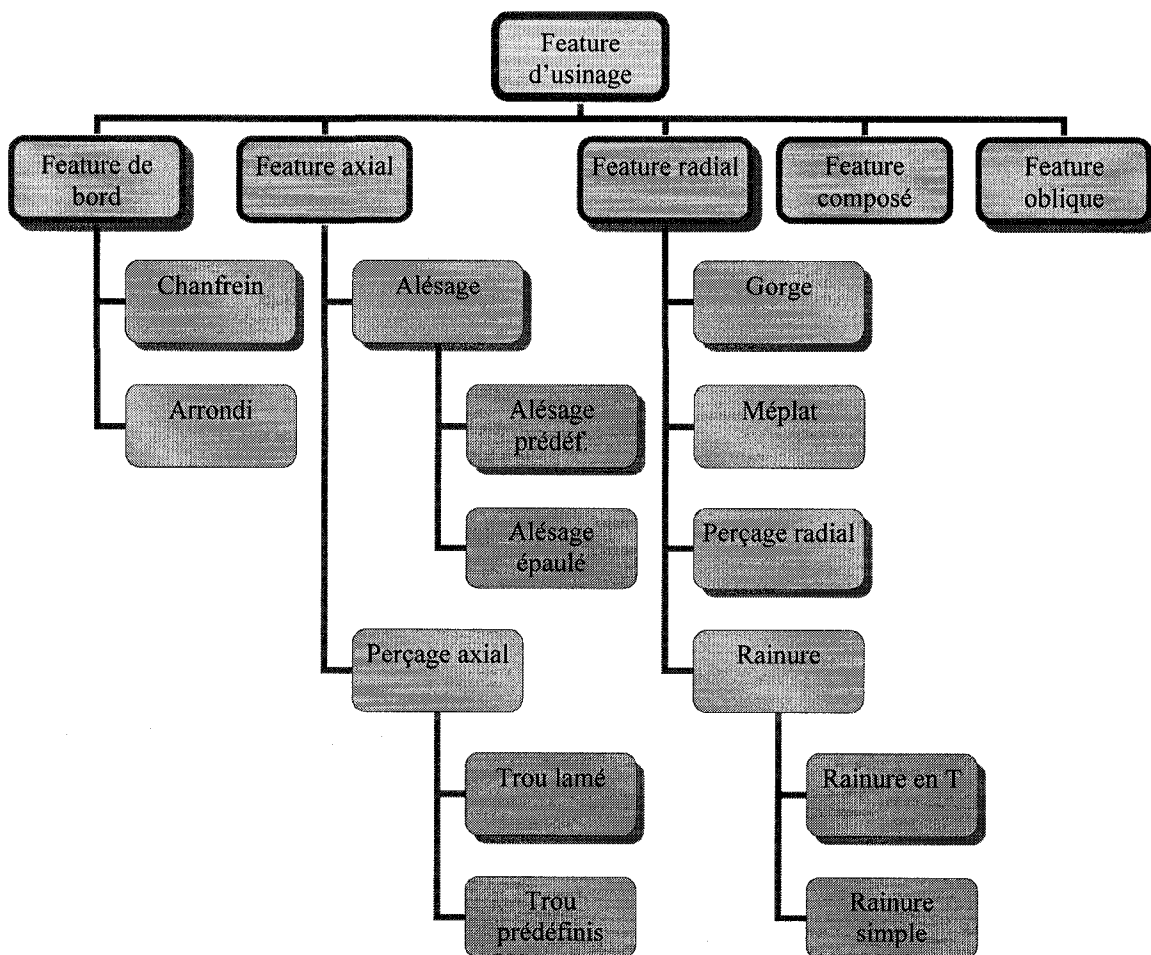 Feature
d'usinage
Feature de
bord
Feature axial
Feature radial
Feature
composé
Feature
oblique
Chanfrein
Arrondi
Alésage
Alésage
prédéf.
Alésage
épaulé
Perçage axial
Trou lamé
Trou
prédéfinis
Gorge
Méplat
Perçage radial
Rainure
Rainure en T
Rainure
simple